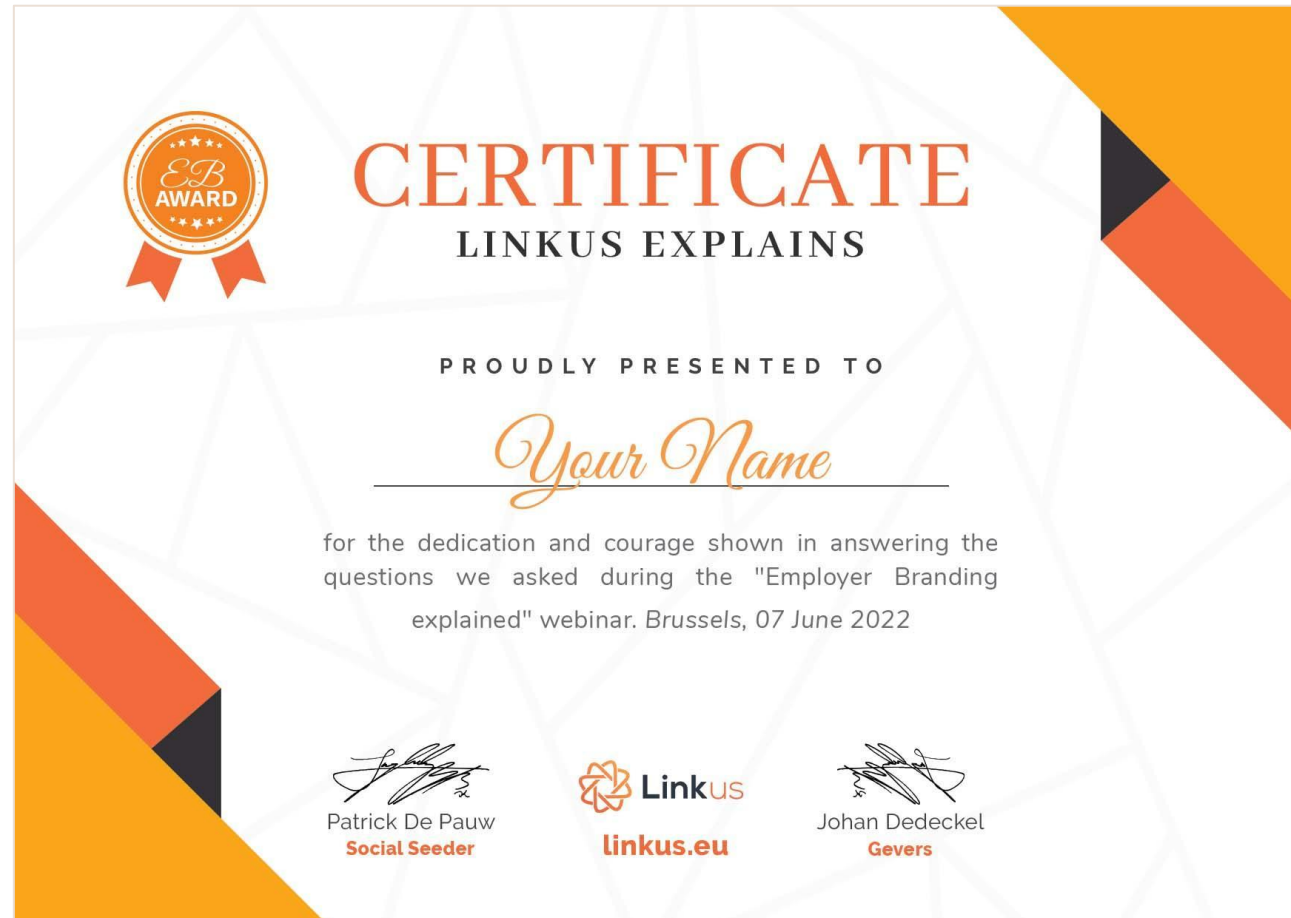 EB
AWARD
CERTIFICATE
LINKUS EXPLAINS
PROUDLY PRESENTED TO
Your Name
for the dedication and courage shown in answering the
questions we asked during the "Employer Branding
explained" webinar. Brussels, 07 June 2022
Patrick De Pauw
Social Seeder
Linkus
linkus.eu
Johan Dedeckel
Gevers